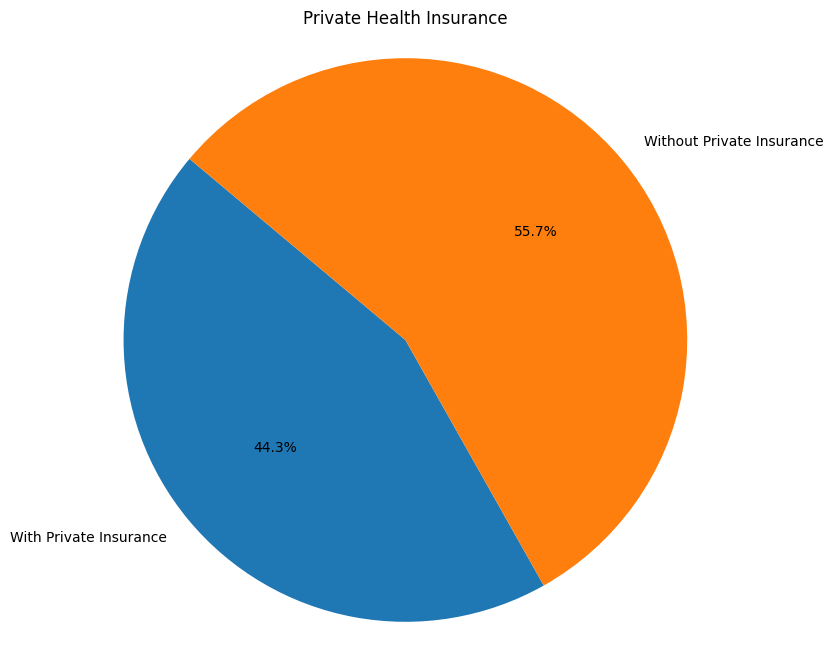 Private Health Insurance
Without Private Insurance
55.7%
44.3%
With Private Insurance